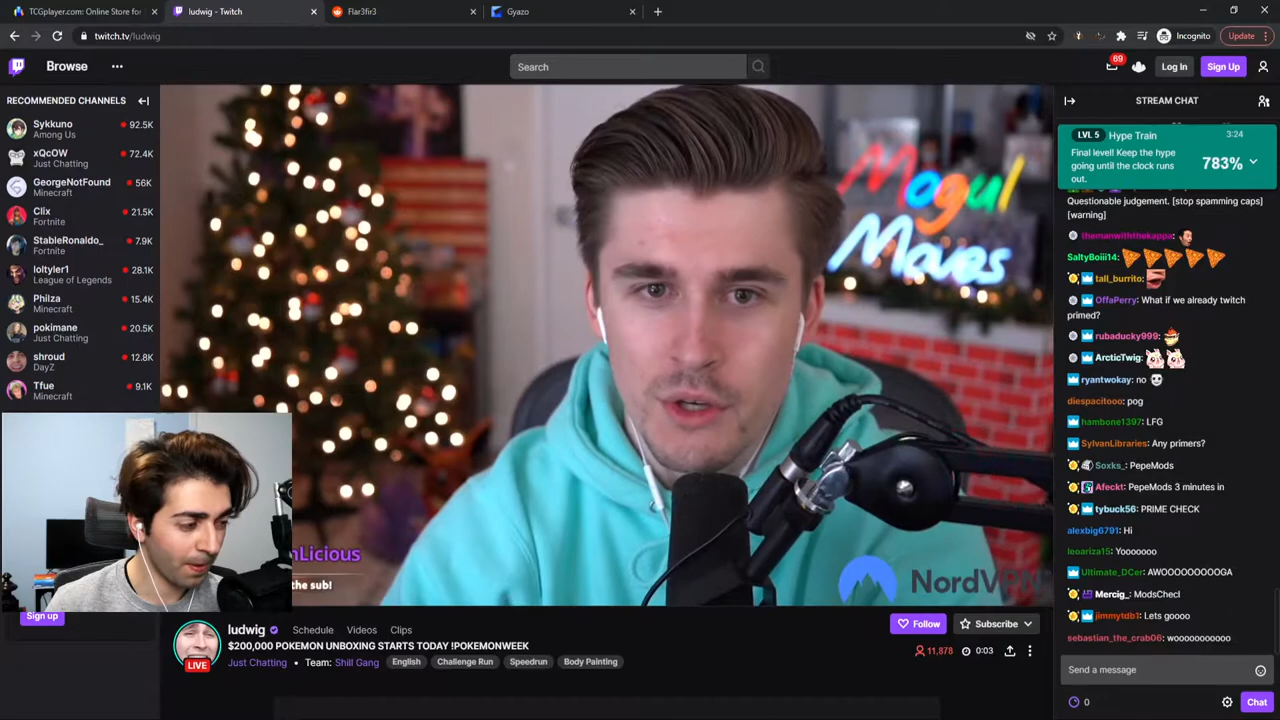 TCGplayer.com: Online Store for
ludwig - Twitch
Flar3fir3
Gyazo
twitch.tv/ludwig
Incognito
Update
Browse
Search
69
Log In
Sign Up
RECOMMENDED CHANNELS
Sykkuno
92.5K
Among Us
xQcOW
72.4K
Just Chatting
GeorgeNotFound
56K
Minecraft
Clix
21.5K
Fortnite
StableRonaldo_
7.9K
Fortnite
loltyler1
28.1K
League of Legends
Philza
15.4K
Minecraft
pokimane
20.5K
Just Chatting
shroud
12.8K
DayZ
Tfue
9.1K
Minecraft
Sign up
Mogul
Moves
nLicious
the sub!
NordVPN
ludwig
Schedule
Videos
Clips
$200,000 POKEMON UNBOXING STARTS TODAY !POKEMONWEEK
Just Chatting • Team: Shill Gang
English
Challenge Run
Speedrun
Body Painting
LIVE
Follow
Subscribe
11,878
0:03
STREAM CHAT
LVL 5 Hype Train
3:24
Final level! Keep the hype
going until the clock runs
out.
783%
Questionable judgement. [stop spamming caps]
[warning]
themanwiththekappa:
SaltyBoiii14:
tall_burrito:
OffaPerry: What if we already twitch
primed?
rubaducky999:
ArcticTwig:
ryantwokay: no
diespacitooo: pog
hambone1397: LFG
SylvanLibraries: Any primers?
Soxks_: PepeMods
Afeckt: PepeMods 3 minutes in
tybuck56: PRIME CHECK
alexbig6791: Hi
leoariza15: Yooooooo
Ultimate_DCer: AWOOOOOOOOGA
Mercig_: ModsChecl
jimmytdb1: Lets goooo
sebastian_the_crab06: woooooooooo
Send a message
0
Chat